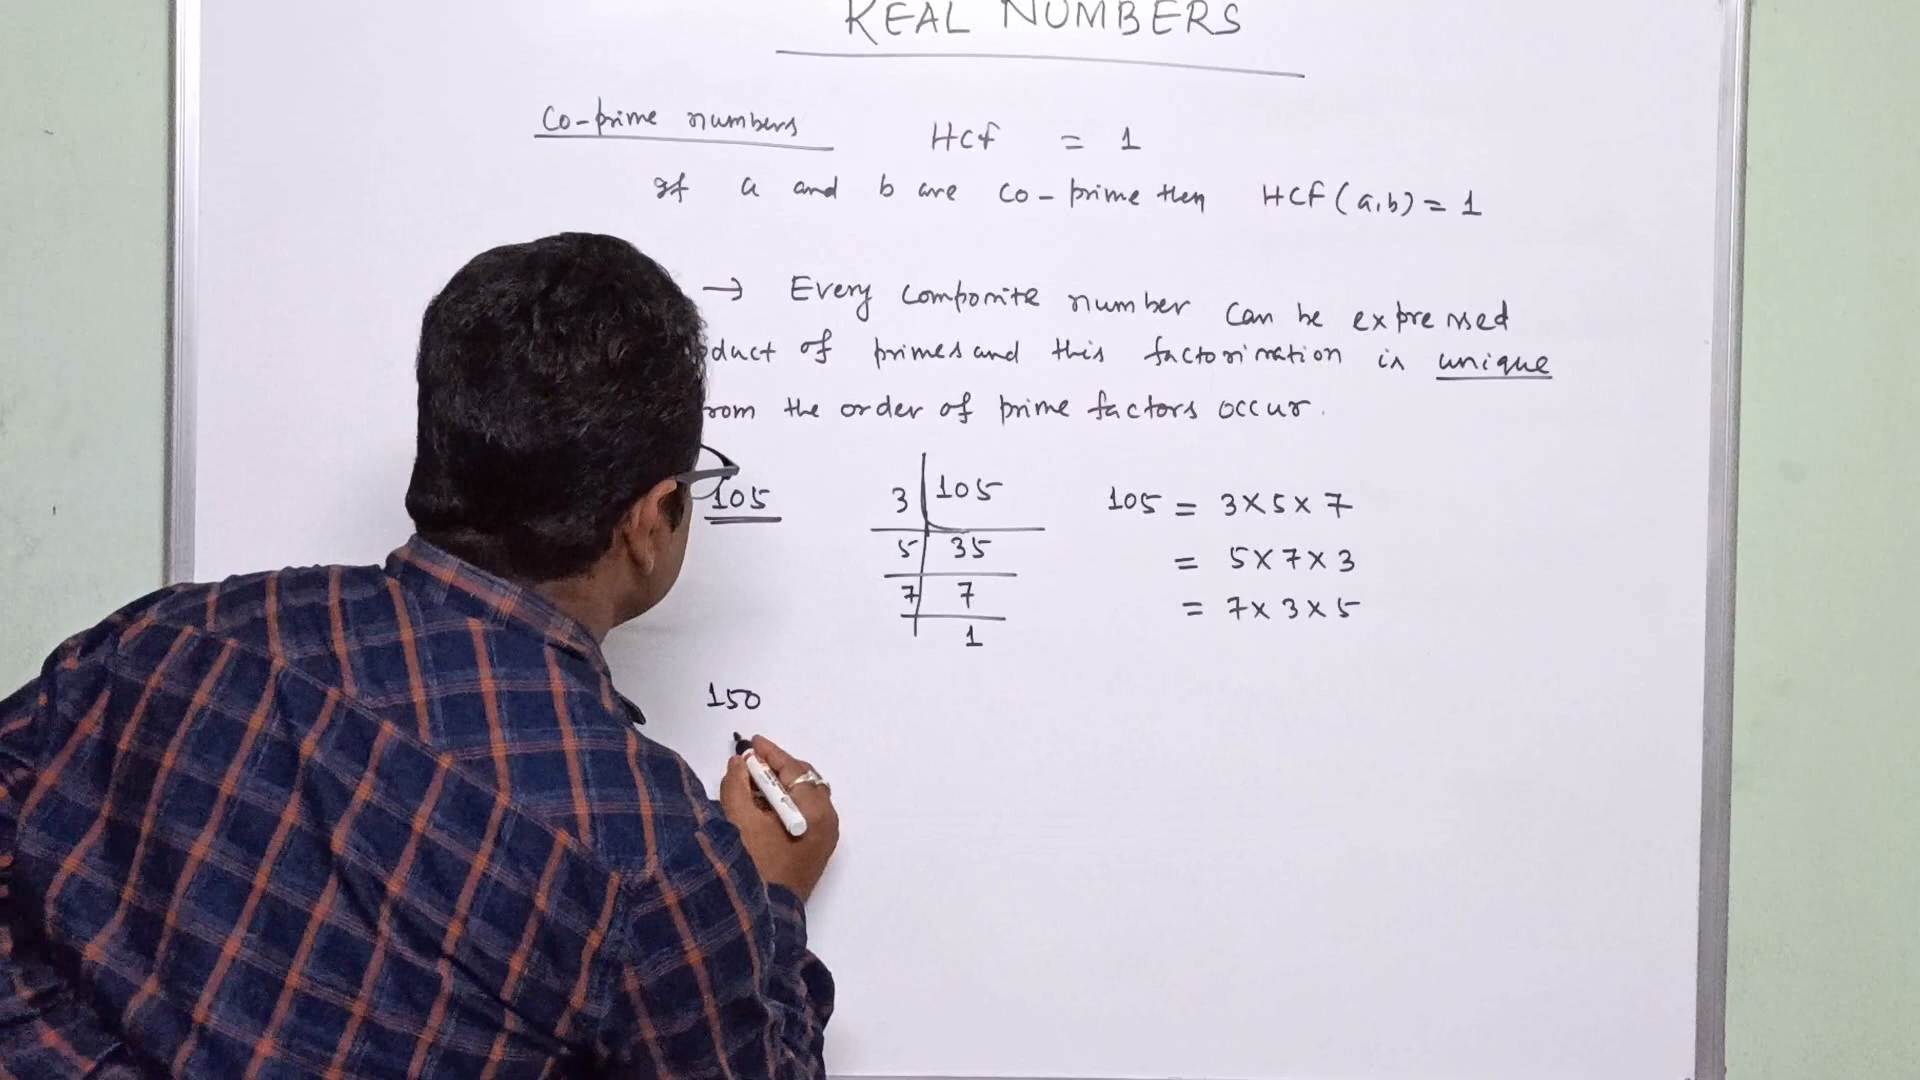 REAL NUMBERS
Co-prime numbers HCF = 1
If a and b are co-prime then HCF(a,b) = 1
→ Every composite number can be expressed
duct of primes and this factorisation is unique
rom the order of prime factors occur.
105
3 | 105
5 | 35
7 | 7
1
105 = 3×5×7
= 5×7×3
= 7×3×5
150